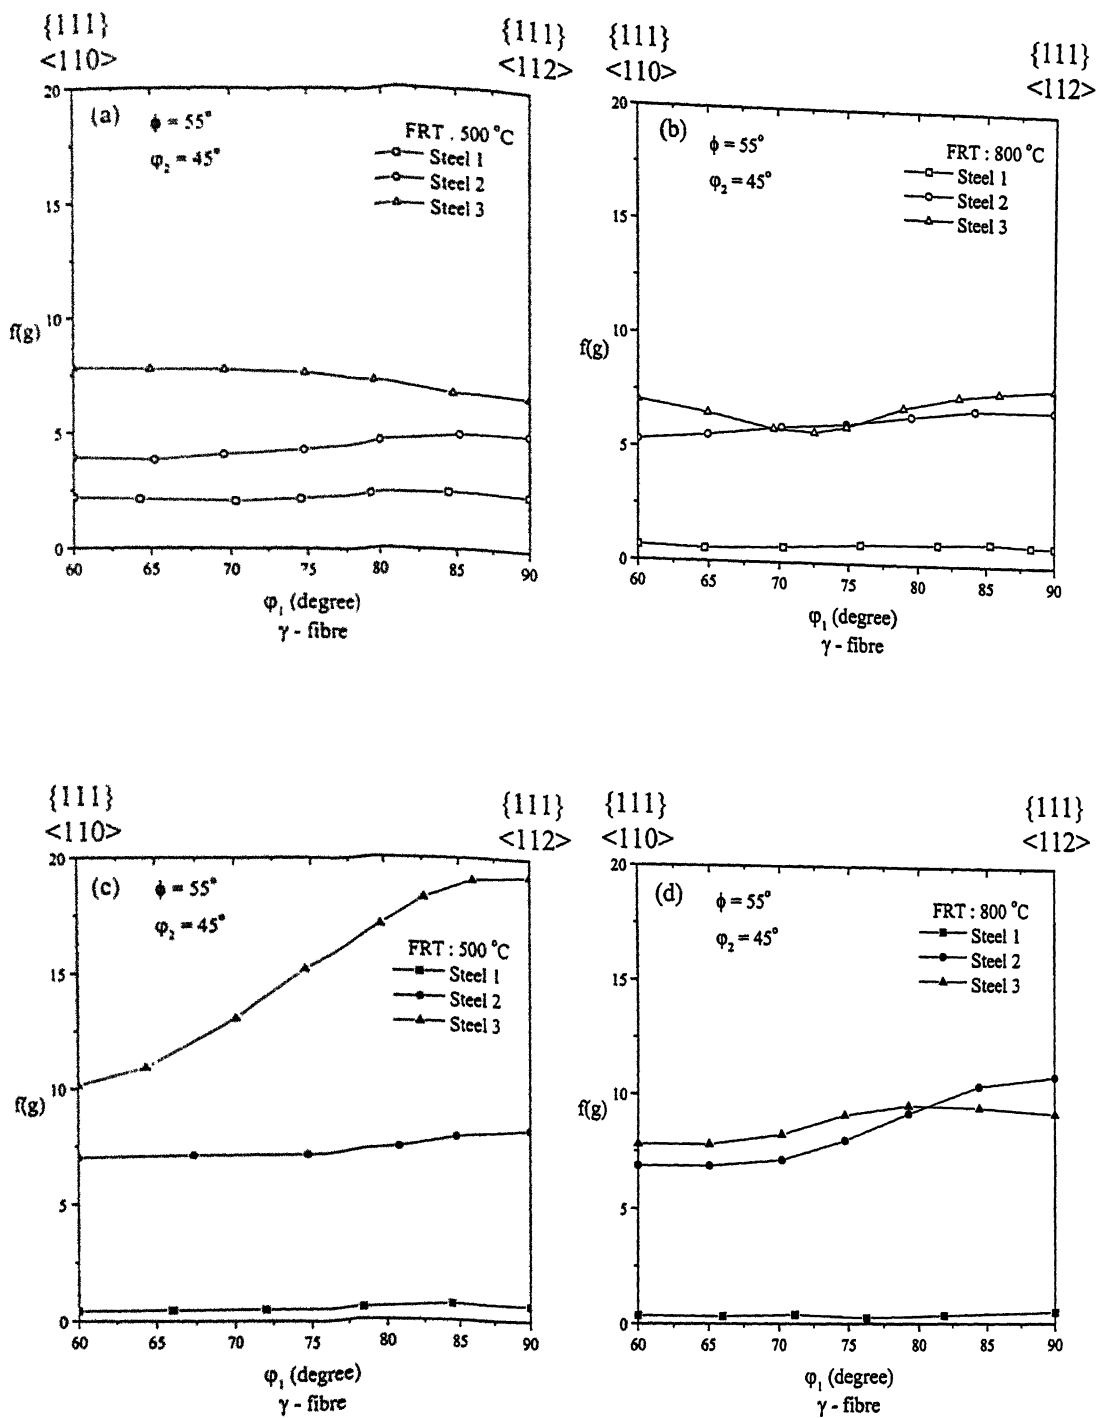 {111}
<110>
{111}
<112>
(a)
ϕ = 55°
φ₂ = 45°
FRT . 500 °C
Steel 1
Steel 2
Steel 3
20
15
10
5
0
f(g)
60 65 70 75 80 85 90
φ₁ (degree)
γ - fibre
{111}
<110>
{111}
<112>
(b)
ϕ = 55°
φ₂ = 45°
FRT : 800 °C
Steel 1
Steel 2
Steel 3
20
15
10
5
0
f(g)
60 65 70 75 80 85 90
φ₁ (degree)
γ - fibre
{111}
<110>
{111}
<112>
(c)
ϕ = 55°
φ₂ = 45°
FRT : 500 °C
Steel 1
Steel 2
Steel 3
20
15
10
5
0
f(g)
60 65 70 75 80 85 90
φ₁ (degree)
γ - fibre
{111}
<110>
{111}
<112>
(d)
ϕ = 55°
φ₂ = 45°
FRT : 800 °C
Steel 1
Steel 2
Steel 3
20
15
10
5
0
f(g)
60 65 70 75 80 85 90
φ₁ (degree)
γ - fibre